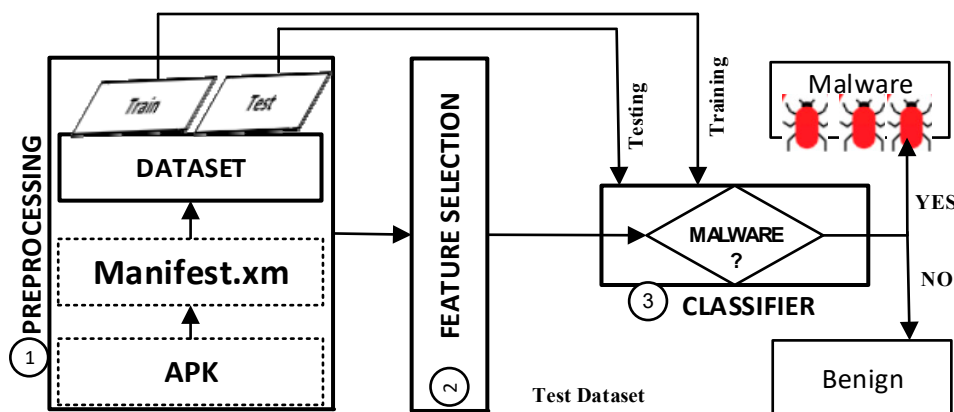 Train
Test
DATASET
Manifest.xm
APK
PREPROCESSING
1
FEATURE SELECTION
2
Testing
Training
MALWARE
?
3
CLASSIFIER
Malware
YES
NO
Benign
Test Dataset